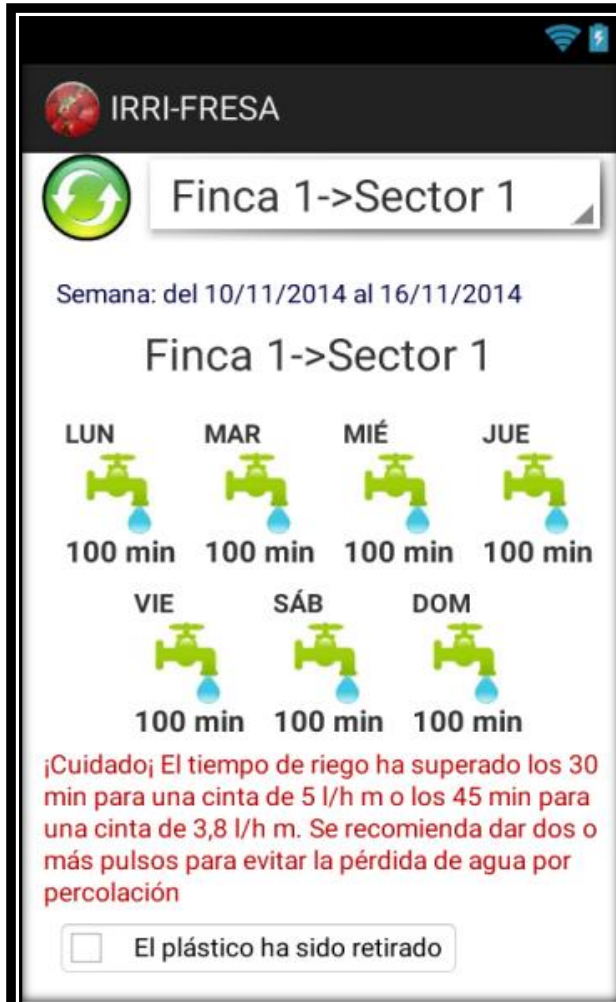 IRRI-FRESA
Finca 1->Sector 1
Semana: del 10/11/2014 al 16/11/2014
Finca 1->Sector 1
LUN MAR MIÉ JUE
100 min 100 min 100 min 100 min
VIE SÁB DOM
100 min 100 min 100 min
¡Cuidado¡ El tiempo de riego ha superado los 30
min para una cinta de 5 l/h m o los 45 min para
una cinta de 3,8 l/h m. Se recomienda dar dos o
más pulsos para evitar la pérdida de agua por
percolación
El plástico ha sido retirado